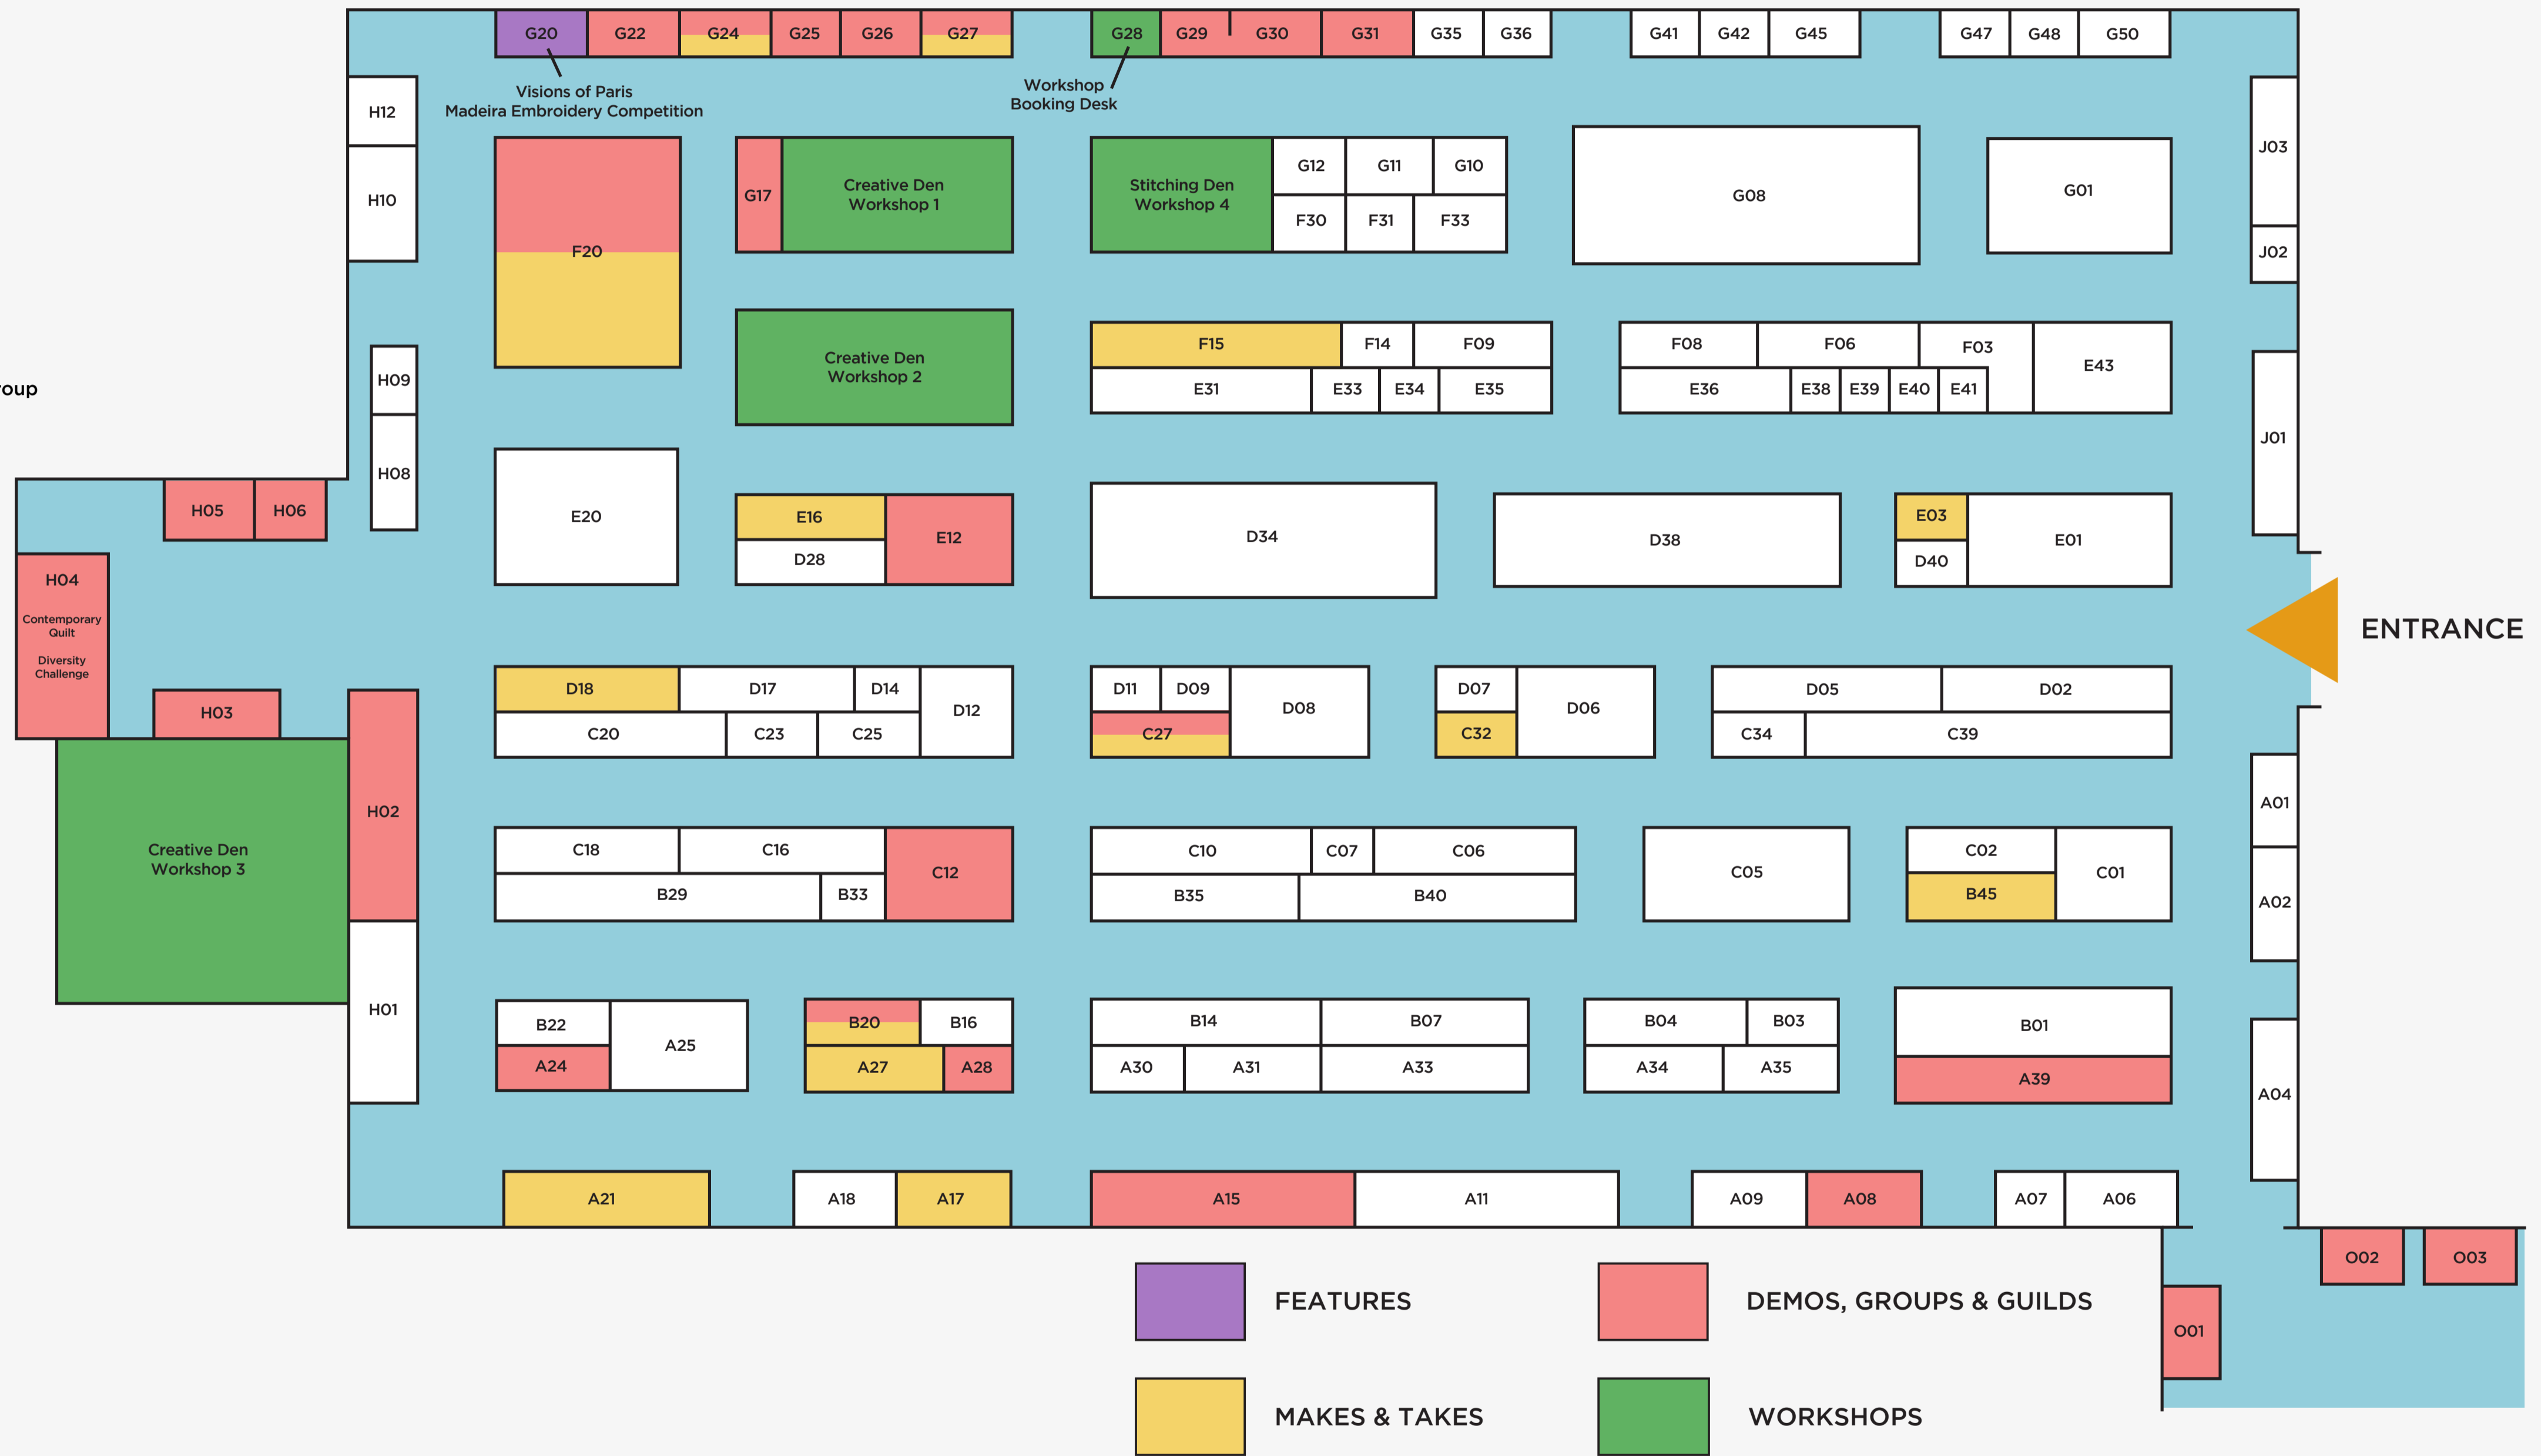 G20 G22 G24 G25 G26 G27 G28 G29 G30 G31 G35 G36 G41 G42 G45 G47 G48 G50
Visions of Paris
Madeira Embroidery Competition
Workshop
Booking Desk
H12
H10
F20
G17
Creative Den
Workshop 1
Stitching Den
Workshop 4
G12 G11 G10
F30 F31 F33
G08
G01
J03
J02
roup
H09
H08
Creative Den
Workshop 2
F15 F14 F09
E31 E33 E34 E35
F08 F06 F03
E36 E38 E39 E40 E41
E43
J01
H05 H06
E20
E16
D28
E12
D34
D38
E03
D40
E01
H04
Contemporary
Quilt
Diversity
Challenge
ENTRANCE
H03
D18 D17 D14
C20 C23 C25
D12
D11 D09
C27
D08
D07
C32
D06
D05 D02
C34 C39
A01
Creative Den
Workshop 3
H02
C18 C16
B29 B33
C12
C10 C07 C06
B35 B40
C05
C02
B45
C01
A02
H01
B22
A24
A25
B20 B16
A27 A28
B14 B07
A30 A31 A33
B04 B03
A34 A35
B01
A39
A04
A21 A18 A17 A15 A11 A09 A08 A07 A06
O02 O03
O01
FEATURES
DEMOS, GROUPS & GUILDS
MAKES & TAKES
WORKSHOPS